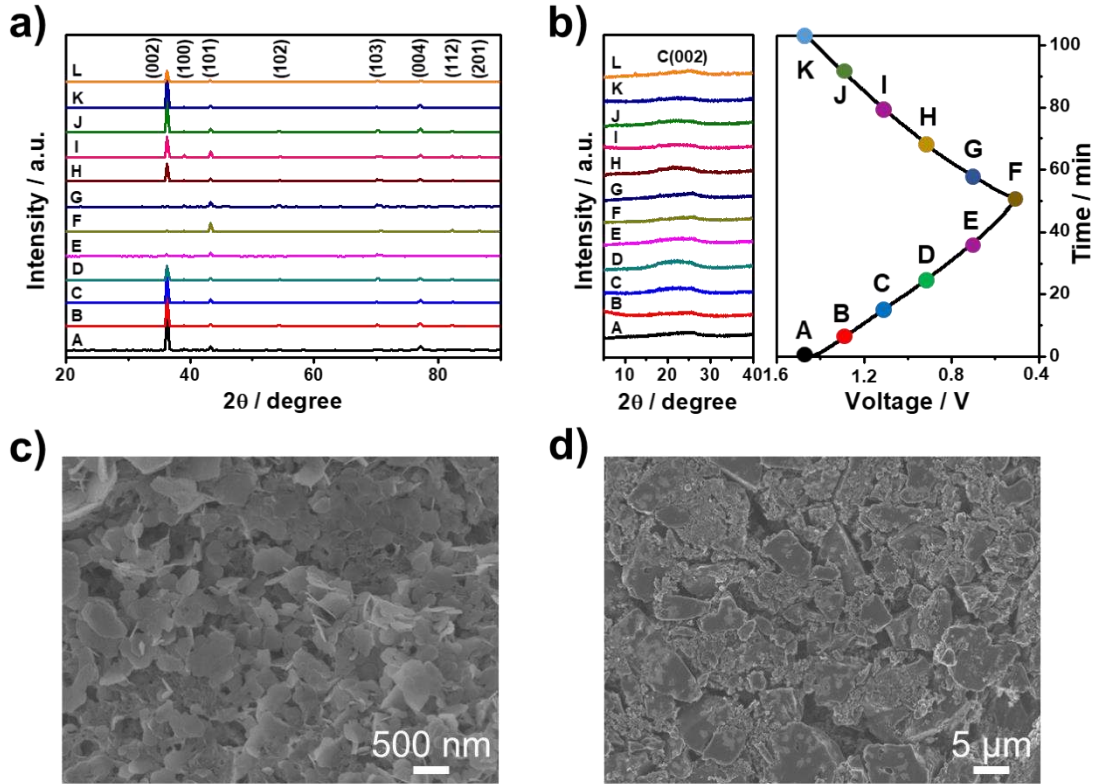 a)
(002)
(100)
(101)
(102)
(103)
(004)
(112)
(201)
L
K
J
I
H
G
F
E
D
C
B
A
Intensity / a.u.
20 40 60 80
2θ / degree
b)
C(002)
L
K
J
I
H
G
F
E
D
C
B
A
Intensity / a.u.
10 20 30 40
2θ / degree
K
J
I
H
G
F
E
D
C
B
A
100
80
60
40
20
0
Time / min
1.6 1.2 0.8 0.4
Voltage / V
c)
500 nm
d)
5 µm